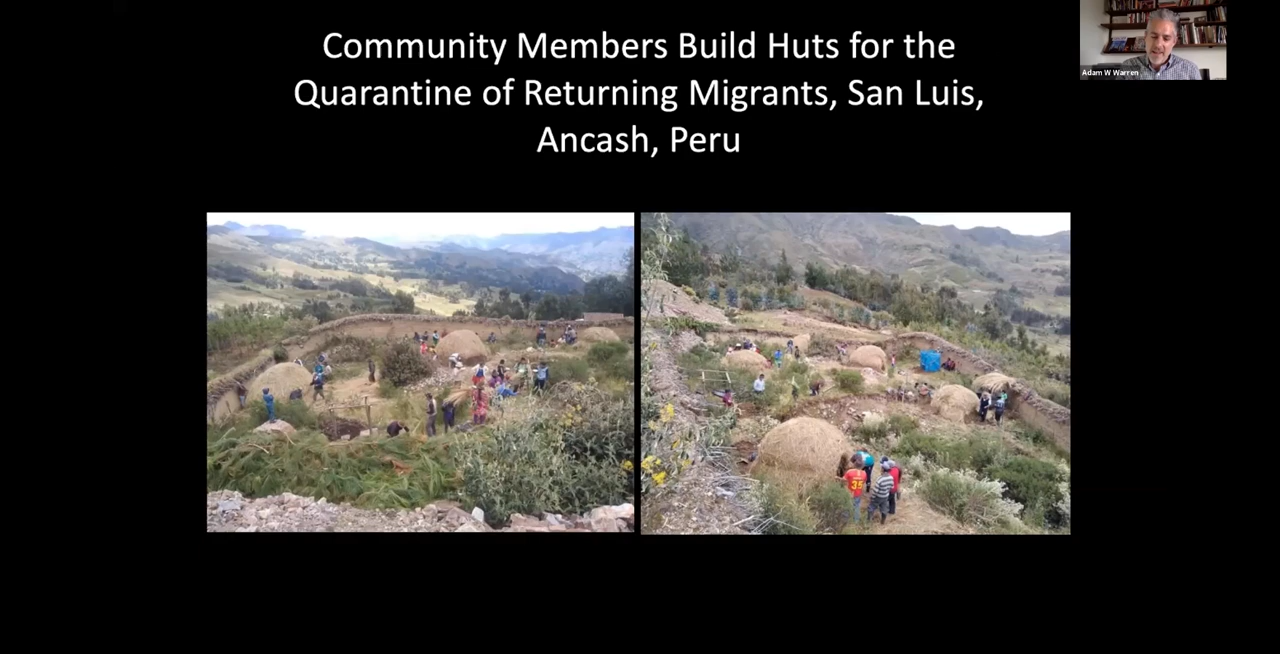 Community Members Build Huts for the
Quarantine of Returning Migrants, San Luis,
Ancash, Peru
Adam W Warren
35